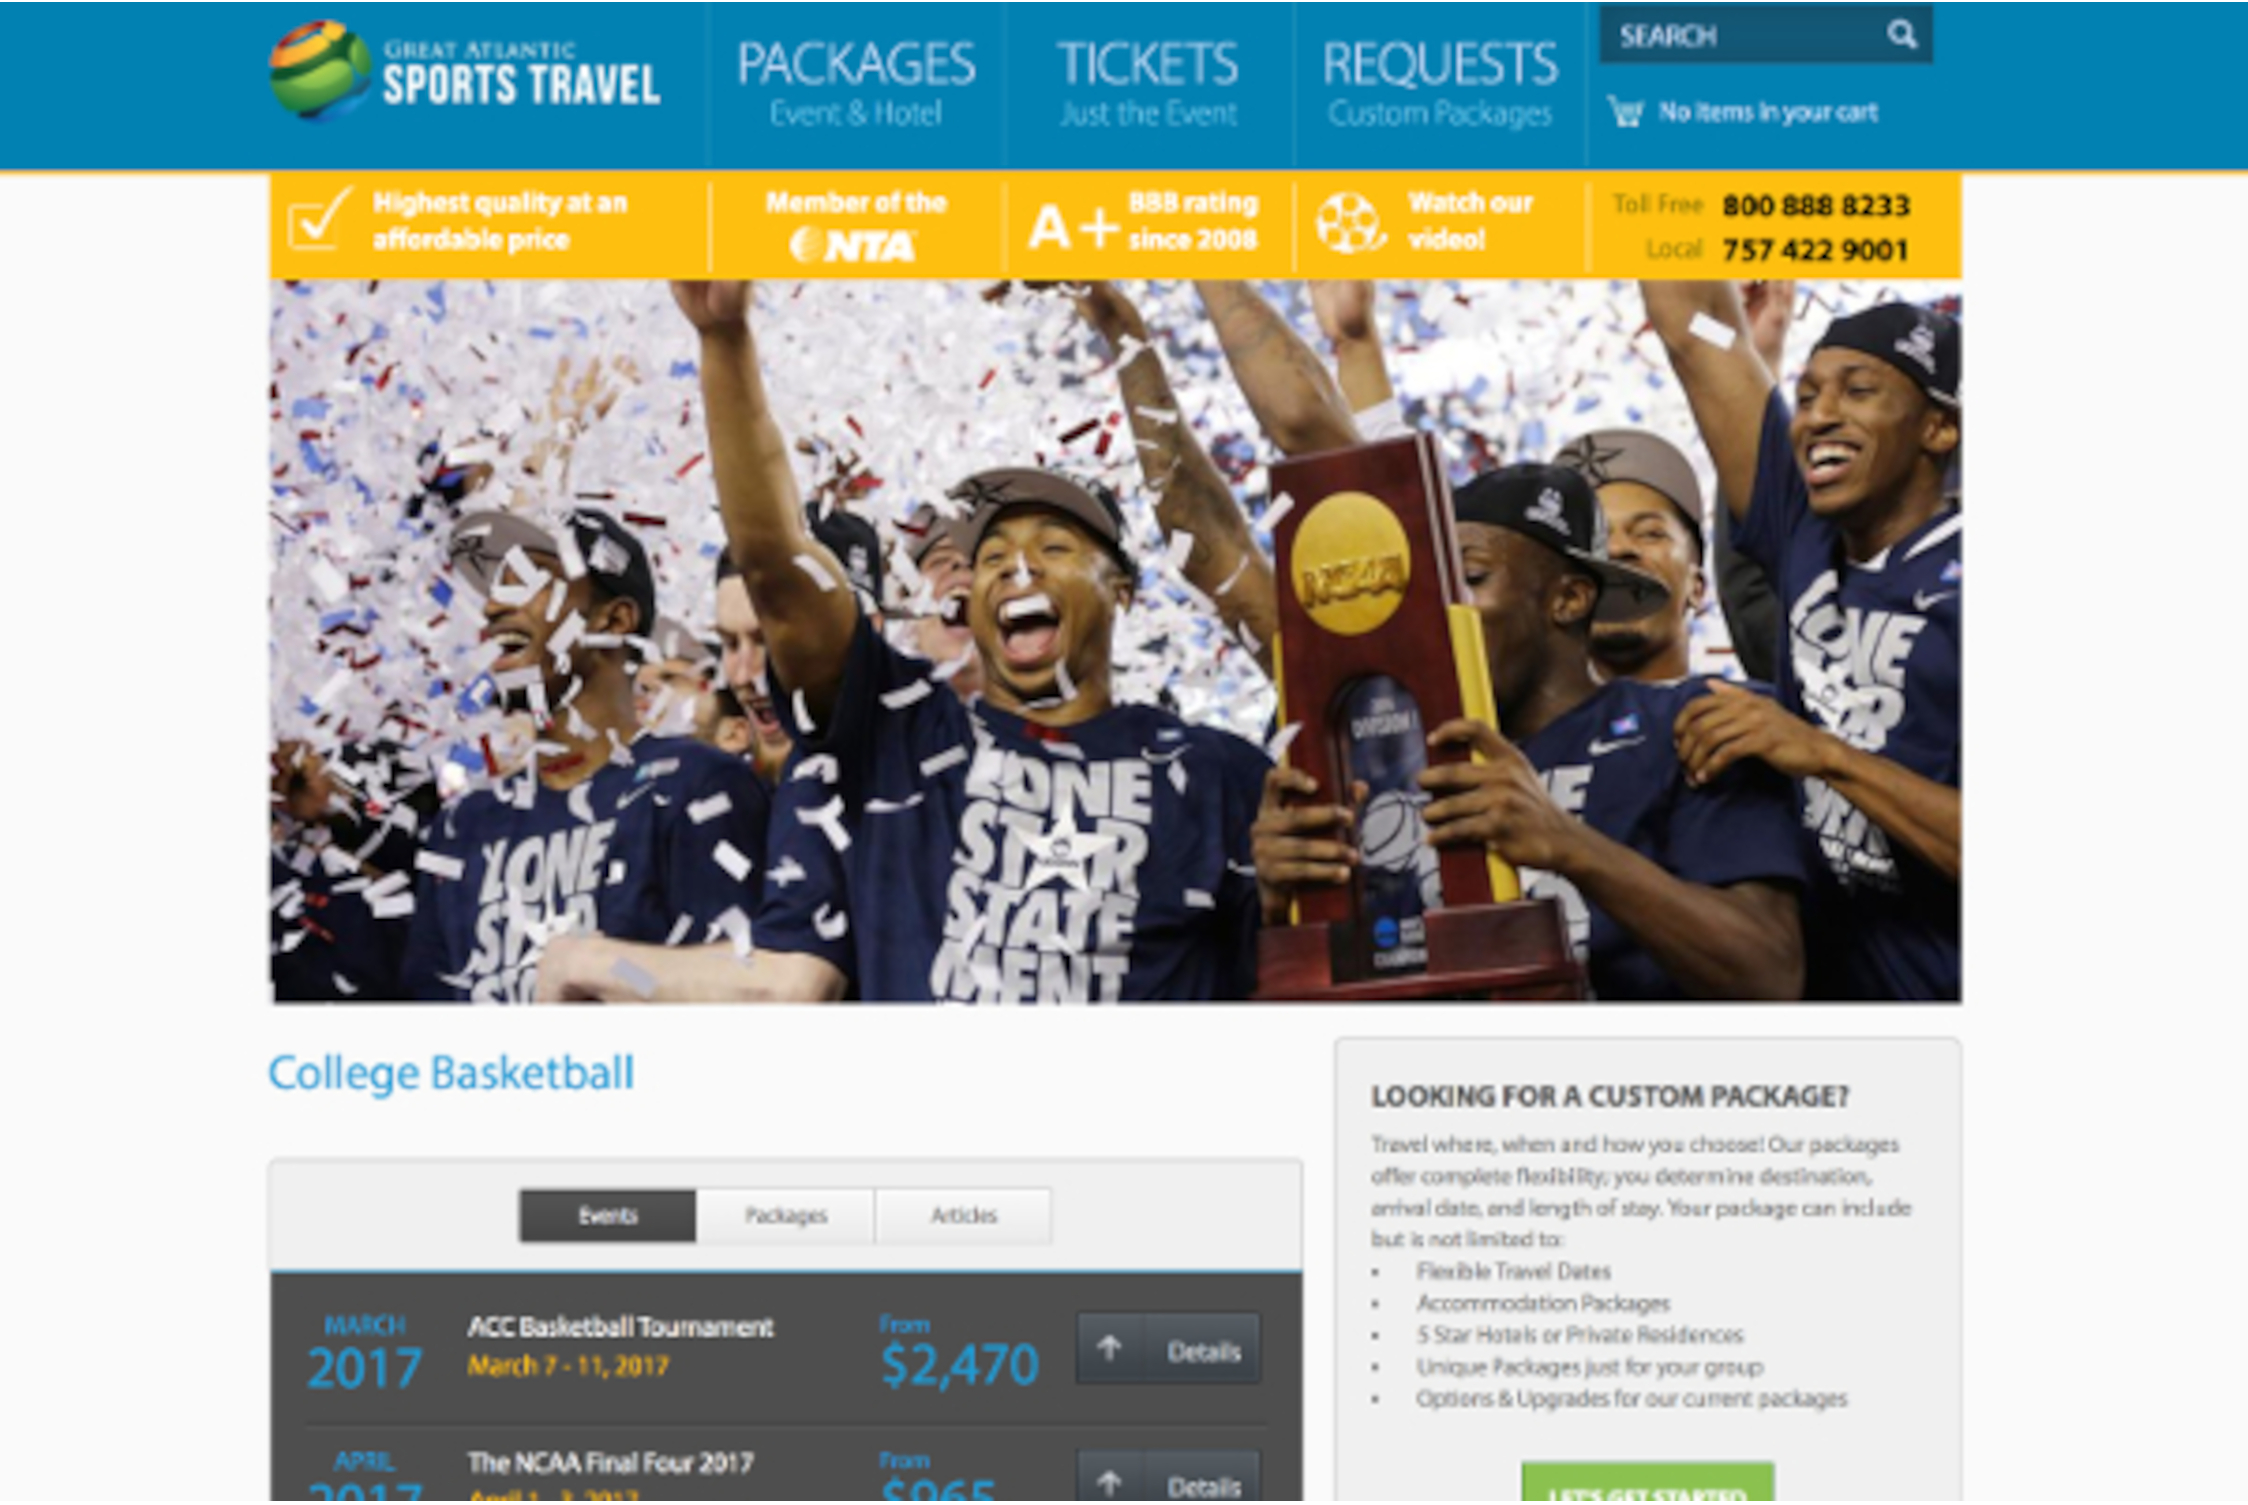 GREAT ATLANTIC
SPORTS TRAVEL
PACKAGES
Event & Hotel
TICKETS
Just the Event
REQUESTS
Custom Packages
SEARCH
No items in your cart
Highest quality at an
affordable price
Member of the
NTA
A+
BBB rating
since 2008
Watch our
video!
Toll Free 800 888 8233
Local 757 422 9001
NCAA
DIVISION I
LONE
STAR
STATE
MENT
LONE
College Basketball
Events
Packages
Articles
MARCH
2017
ACC Basketball Tournament
March 7 - 11, 2017
From
$2,470
Details
APRIL
2017
The NCAA Final Four 2017
April 1 - 3, 2017
From
$965
Details
LOOKING FOR A CUSTOM PACKAGE?
Travel where, when and how you choose! Our packages
offer complete flexibility; you determine destination,
arrival date, and length of stay. Your package can include
but is not limited to:
• Flexible Travel Dates
• Accommodation Packages
• 5 Star Hotels or Private Residences
• Unique Packages just for your group
• Options & Upgrades for our current packages
LET'S GET STARTED